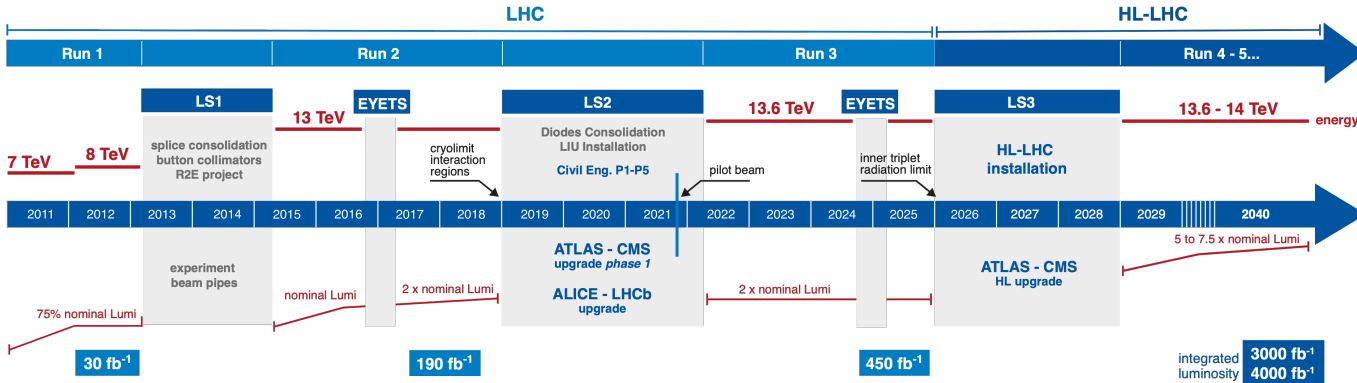 LHC
HL-LHC
Run 1
Run 2
Run 3
Run 4 - 5...
LS1
EYETS
LS2
EYETS
LS3
13 TeV
13.6 TeV
13.6 - 14 TeV
energy
7 TeV
8 TeV
splice consolidation
button collimators
R2E project
cryolimit
interaction
regions
Diodes Consolidation
LIU Installation
Civil Eng. P1-P5
pilot beam
inner triplet
radiation limit
HL-LHC
installation
2011
2012
2013
2014
2015
2016
2017
2018
2019
2020
2021
2022
2023
2024
2025
2026
2027
2028
2029
2040
experiment
beam pipes
ATLAS - CMS
upgrade phase 1
ALICE - LHCb
upgrade
ATLAS - CMS
HL upgrade
5 to 7.5 x nominal Lumi
75% nominal Lumi
nominal Lumi
2 x nominal Lumi
2 x nominal Lumi
30 fb⁻¹
190 fb⁻¹
450 fb⁻¹
integrated
luminosity
3000 fb⁻¹
4000 fb⁻¹